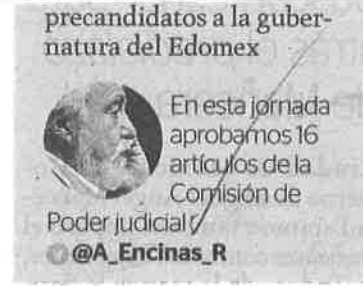 precandidatos a la guber-
natura del Edomex
En esta jornada
aprobamos 16
artículos de la
Comisión de
Poder judicial
@A_Encinas_R